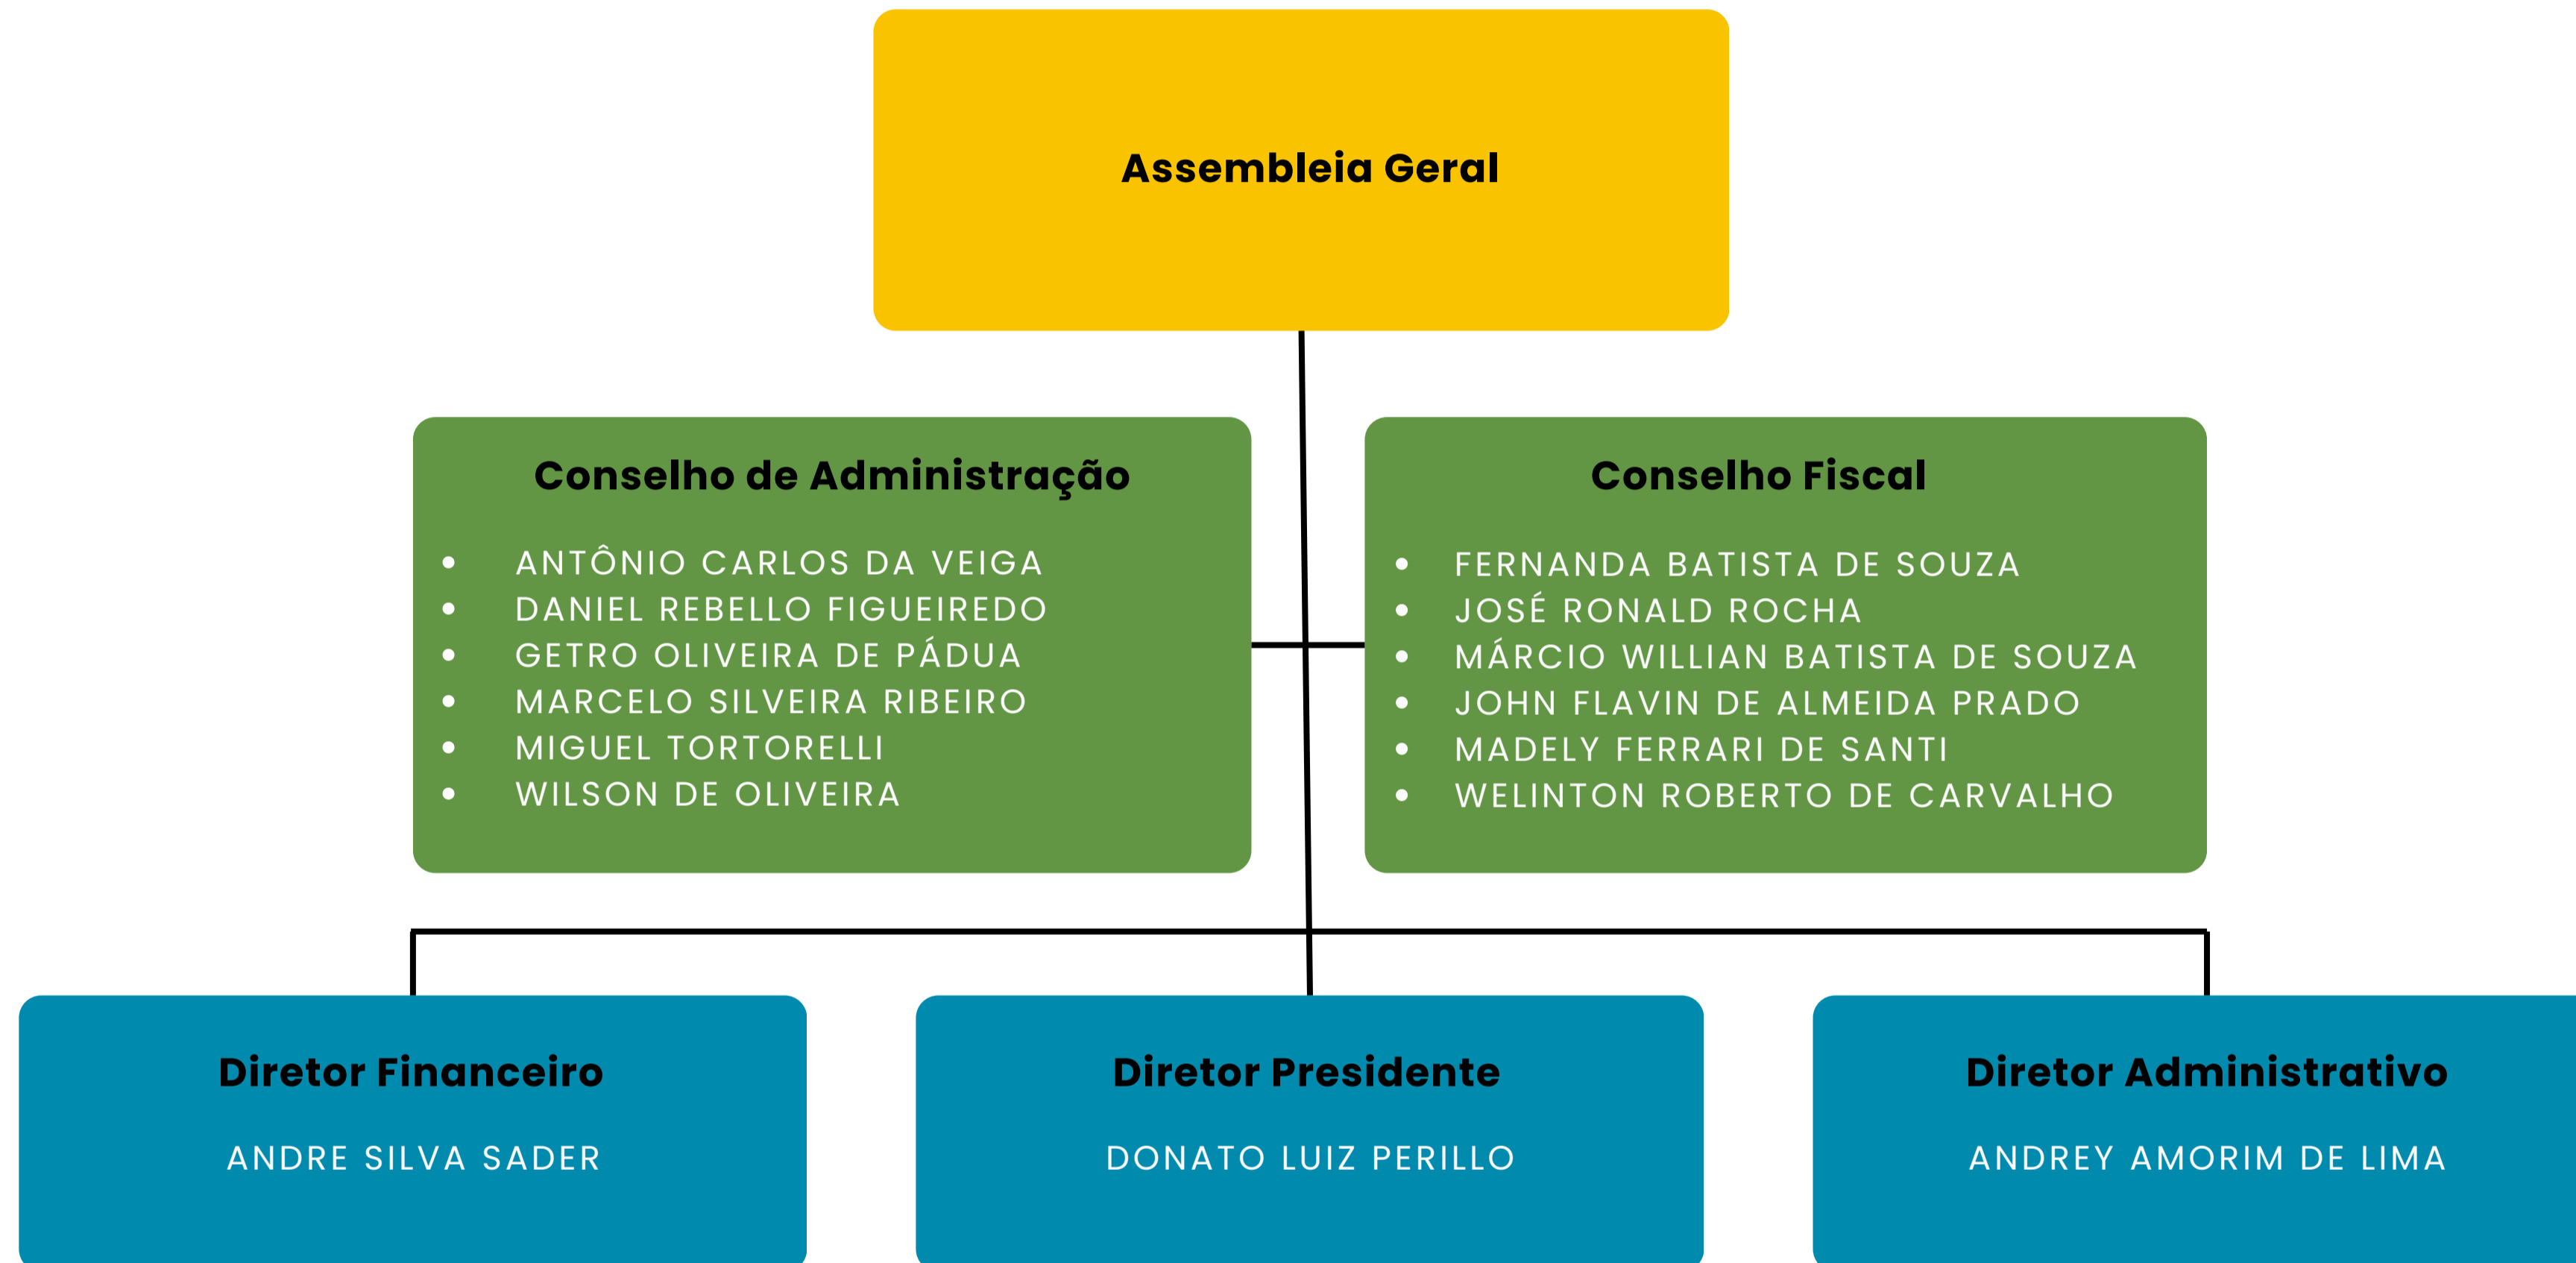 Assembleia Geral
Conselho de Administração
• ANTÔNIO CARLOS DA VEIGA
• DANIEL REBELLO FIGUEIREDO
• GETRO OLIVEIRA DE PÁDUA
• MARCELO SILVEIRA RIBEIRO
• MIGUEL TORTORELLI
• WILSON DE OLIVEIRA
Conselho Fiscal
• FERNANDA BATISTA DE SOUZA
• JOSÉ RONALD ROCHA
• MÁRCIO WILLIAN BATISTA DE SOUZA
• JOHN FLAVIN DE ALMEIDA PRADO
• MADELY FERRARI DE SANTI
• WELINTON ROBERTO DE CARVALHO
Diretor Financeiro
ANDRE SILVA SADER
Diretor Presidente
DONATO LUIZ PERILLO
Diretor Administrativo
ANDREY AMORIM DE LIMA